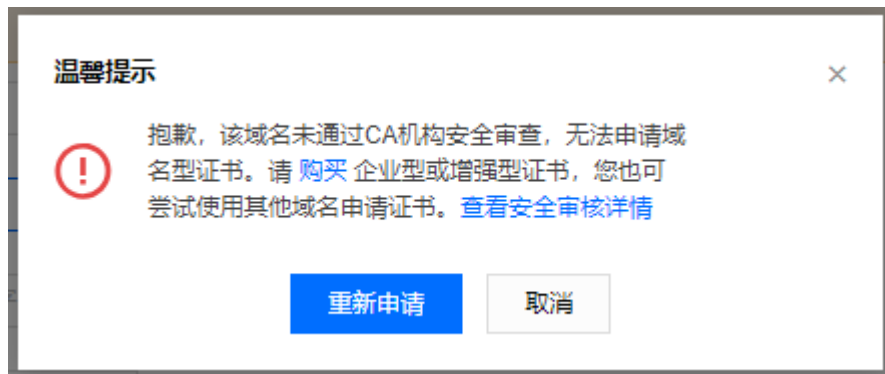 温馨提示
抱歉，该域名未通过CA机构安全审查，无法申请域
名型证书。请 购买 企业型或增强型证书，您也可
尝试使用其他域名申请证书。查看安全审核详情
重新申请
取消